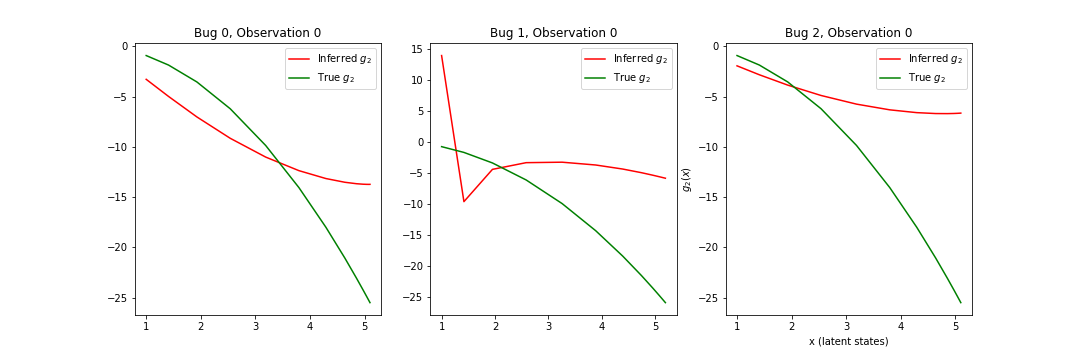 Bug 0, Observation 0
Inferred g₂
True g₂
0
−5
−10
−15
−20
−25
1 2 3 4 5
Bug 1, Observation 0
Inferred g₂
True g₂
15
10
5
0
−5
−10
−15
−20
−25
1 2 3 4 5
Bug 2, Observation 0
Inferred g₂
True g₂
g₂(x)
0
−5
−10
−15
−20
−25
1 2 3 4 5
x (latent states)